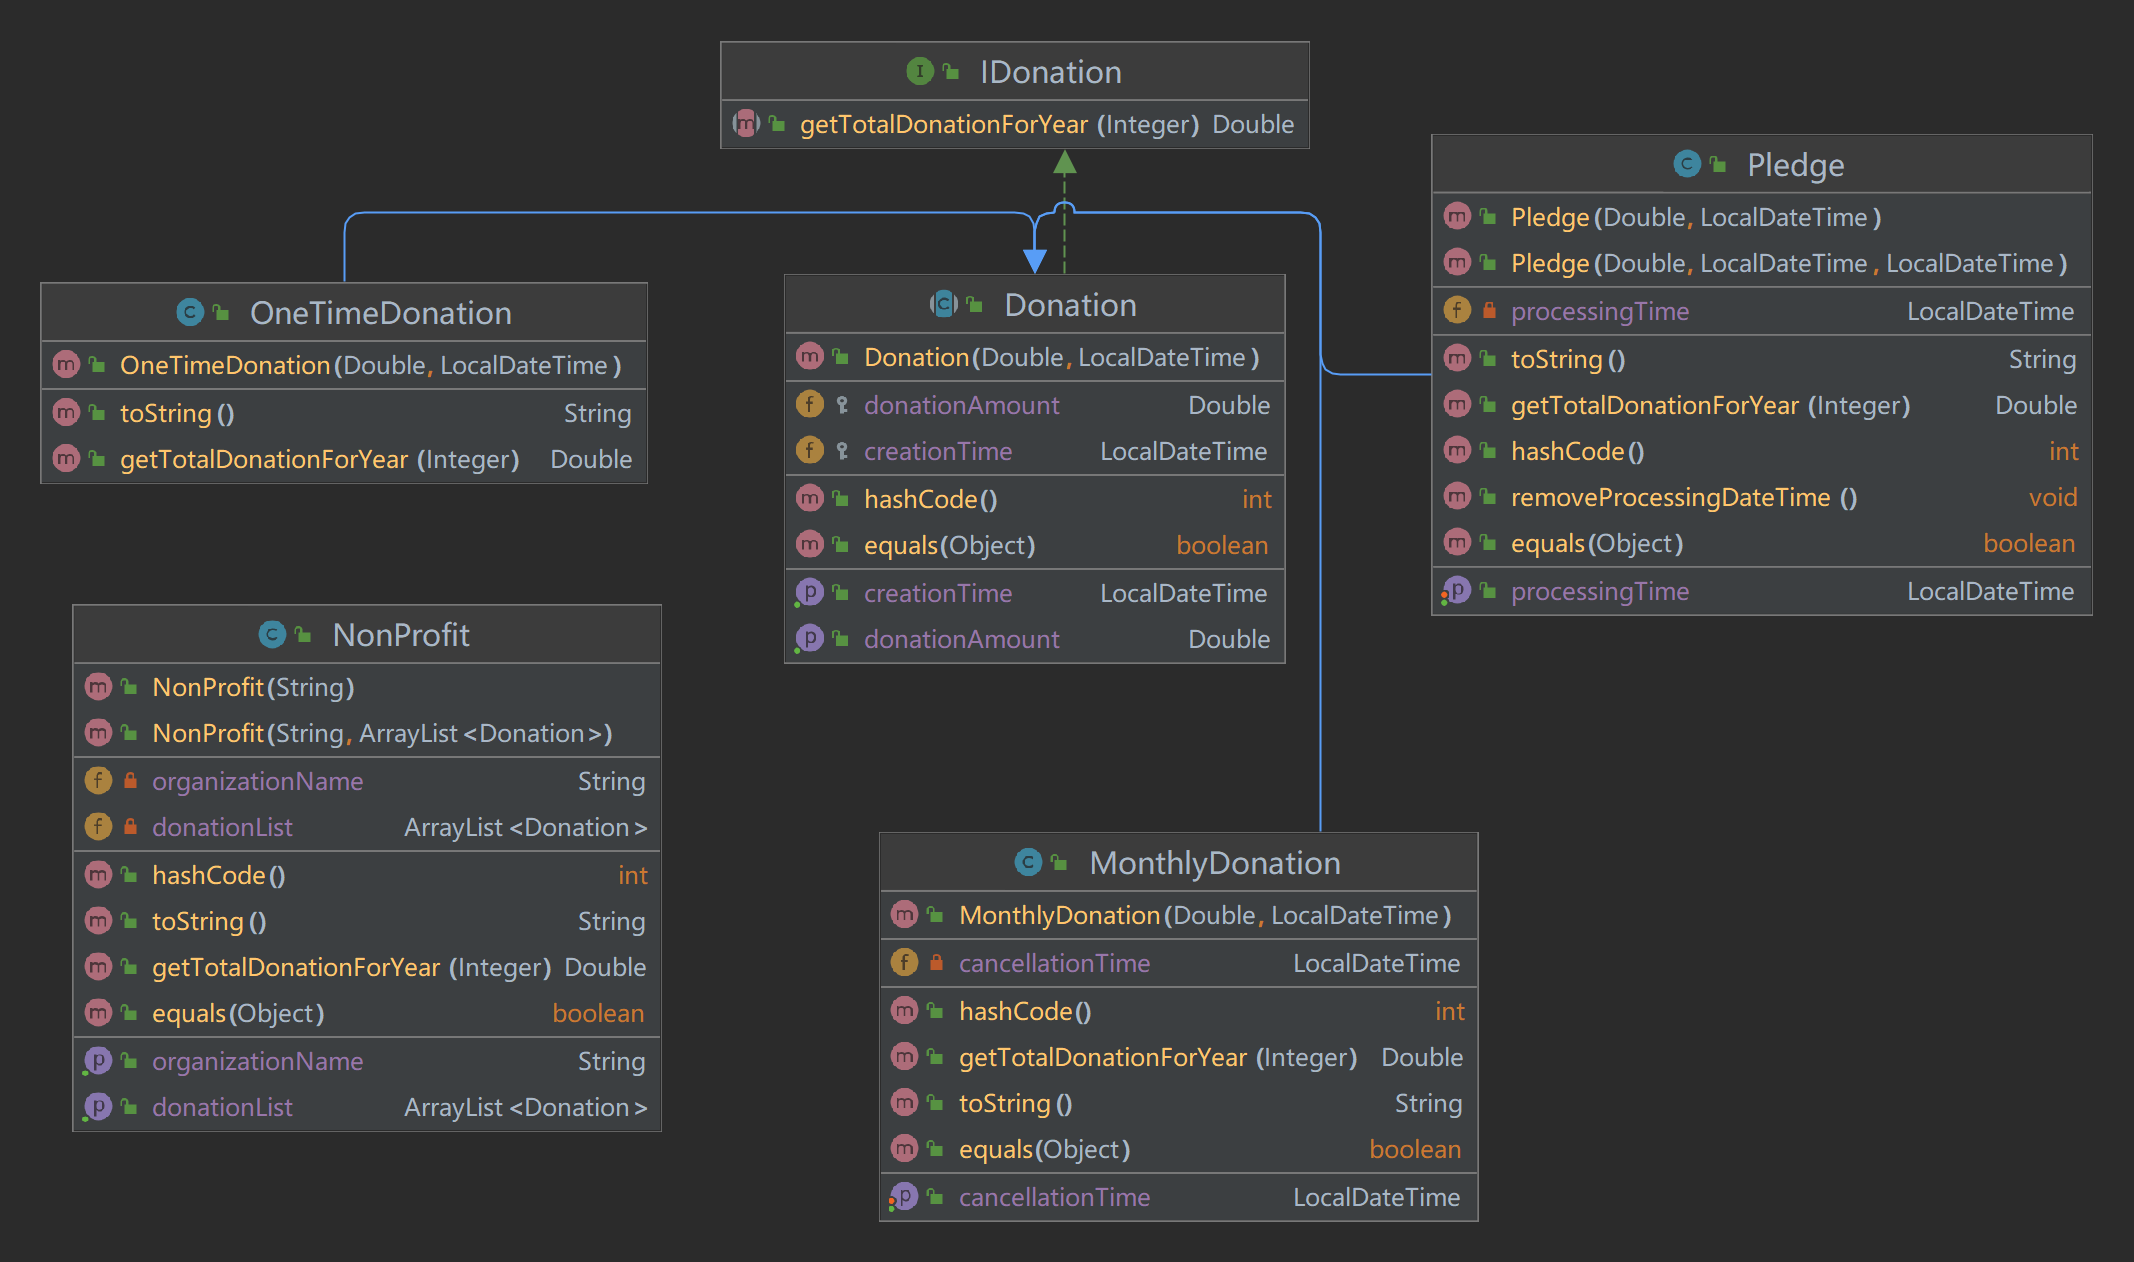 IDonation
getTotalDonationForYear (Integer) Double
Pledge
Pledge(Double, LocalDateTime)
Pledge(Double, LocalDateTime, LocalDateTime)
processingTime LocalDateTime
toString() String
getTotalDonationForYear (Integer) Double
hashCode() int
removeProcessingDateTime () void
equals(Object) boolean
processingTime LocalDateTime
OneTimeDonation
OneTimeDonation(Double, LocalDateTime)
toString() String
getTotalDonationForYear (Integer) Double
Donation
Donation(Double, LocalDateTime)
donationAmount Double
creationTime LocalDateTime
hashCode() int
equals(Object) boolean
creationTime LocalDateTime
donationAmount Double
NonProfit
NonProfit(String)
NonProfit(String, ArrayList<Donation>)
organizationName String
donationList ArrayList<Donation>
hashCode() int
toString() String
getTotalDonationForYear (Integer) Double
equals(Object) boolean
organizationName String
donationList ArrayList<Donation>
MonthlyDonation
MonthlyDonation(Double, LocalDateTime)
cancellationTime LocalDateTime
hashCode() int
getTotalDonationForYear (Integer) Double
toString() String
equals(Object) boolean
cancellationTime LocalDateTime